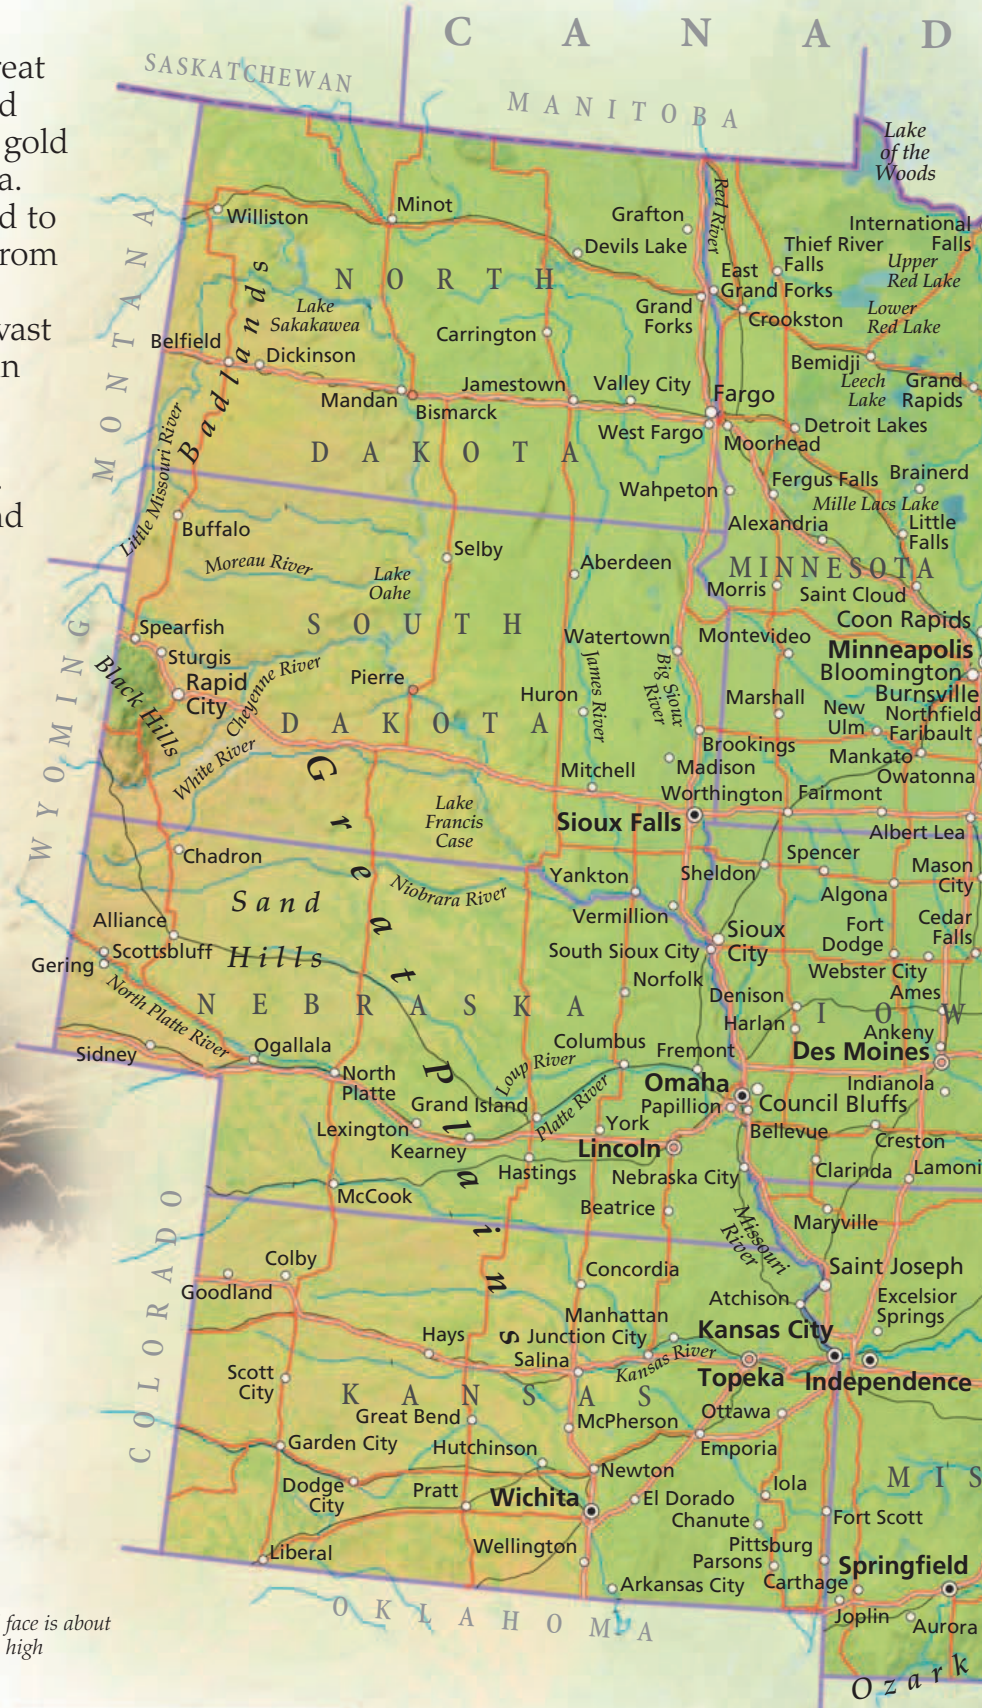 reat
d
gold
a.
d to
rom
vast
n
nd
face is about
high
C A N A D
SASKATCHEWAN
MANITOBA
Lake
of the
Woods
MONTANA
Williston
Minot
Grafton
Devils Lake
Red River
International
Falls
Thief River
Falls
Upper
Red Lake
East
Grand Forks
Grand
Forks
Crookston
Lower
Red Lake
NORTH
Lake
Sakakawea
Badlands
Belfield
Dickinson
Carrington
Bemidji
Leech
Lake
Grand
Rapids
Mandan
Bismarck
Jamestown
Valley City
Fargo
West Fargo
Moorhead
Detroit Lakes
DAKOTA
Little Missouri River
Wahpeton
Fergus Falls
Brainerd
Mille Lacs Lake
Alexandria
Little
Falls
Buffalo
Moreau River
Selby
Lake
Oahe
Aberdeen
MINNESOTA
Morris
Saint Cloud
WYOMING
Spearfish
Sturgis
Rapid
City
Black Hills
Cheyenne River
White River
SOUTH
Pierre
DAKOTA
Watertown
Huron
James River
Big Sioux
River
Montevideo
Coon Rapids
Minneapolis
Bloomington
Burnsville
Marshall
New
Ulm
Northfield
Faribault
Brookings
Madison
Mankato
Owatonna
Mitchell
Worthington
Fairmont
Sioux Falls
Albert Lea
Lake
Francis
Case
Great Plains
Chadron
Niobrara River
Yankton
Sheldon
Spencer
Mason
City
Algona
Sand
Hills
Alliance
Scottsbluff
Gering
North Platte River
Vermillion
South Sioux City
Sioux
City
Fort
Dodge
Cedar
Falls
Webster City
Norfolk
Denison
Ames
NEBRASKA
IOW
Harlan
Ankeny
Sidney
Ogallala
Columbus
Fremont
Des Moines
North
Platte
Loup River
Omaha
Indianola
Grand Island
Platte River
Papillion
Council Bluffs
Lexington
York
Bellevue
Kearney
Lincoln
Creston
Hastings
Nebraska City
Clarinda
Lamoni
McCook
Beatrice
Maryville
Missouri
River
COLORADO
Colby
Goodland
Concordia
Saint Joseph
Atchison
Excelsior
Springs
Manhattan
Hays
Junction City
Kansas City
Salina
Kansas River
Topeka
Independence
Scott
City
KANSAS
Great Bend
McPherson
Ottawa
Garden City
Hutchinson
Emporia
MIS
Newton
Dodge
City
Pratt
Wichita
El Dorado
Iola
Chanute
Fort Scott
Wellington
Pittsburg
Parsons
Springfield
Liberal
Arkansas City
Carthage
Joplin
Aurora
OKLAHOMA
Ozark